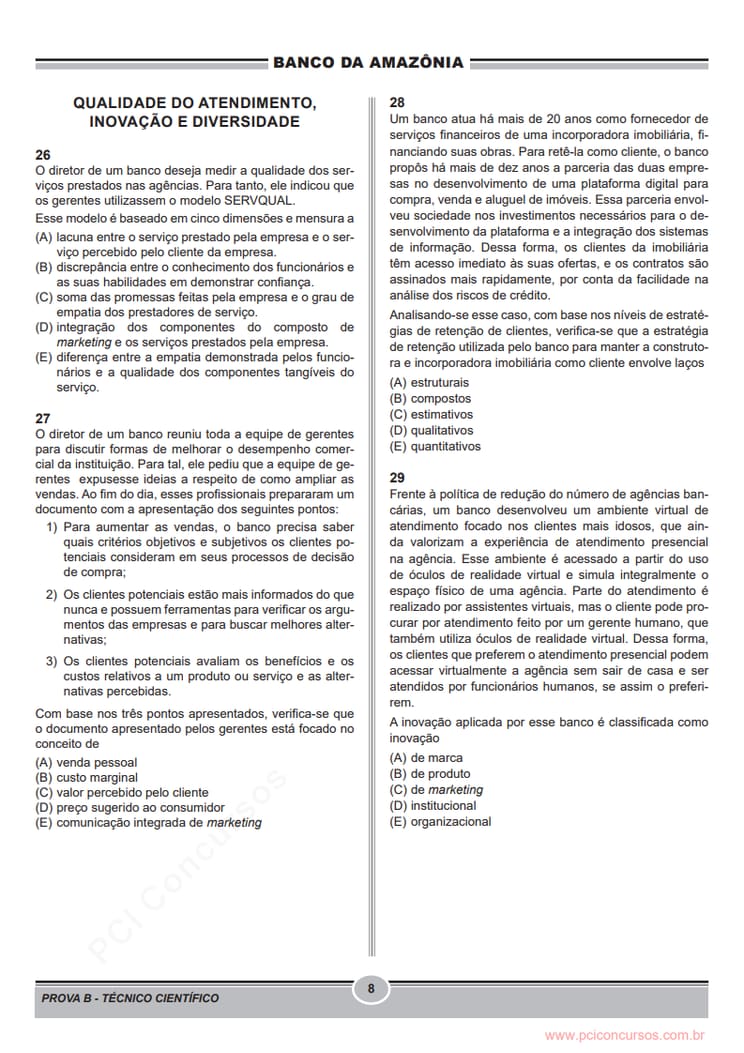 BANCO DA AMAZÔNIA
QUALIDADE DO ATENDIMENTO,
INOVAÇÃO E DIVERSIDADE
26
O diretor de um banco deseja medir a qualidade dos ser-
viços prestados nas agências. Para tanto, ele indicou que
os gerentes utilizassem o modelo SERVQUAL.
Esse modelo é baseado em cinco dimensões e mensura a
(A) lacuna entre o serviço prestado pela empresa e o ser-
viço percebido pelo cliente da empresa.
(B) discrepância entre o conhecimento dos funcionários e
as suas habilidades em demonstrar confiança.
(C) soma das promessas feitas pela empresa e o grau de
empatia dos prestadores de serviço.
(D) integração dos componentes do composto de
marketing e os serviços prestados pela empresa.
(E) diferença entre a empatia demonstrada pelos funcio-
nários e a qualidade dos componentes tangíveis do
serviço.
27
O diretor de um banco reuniu toda a equipe de gerentes
para discutir formas de melhorar o desempenho comer-
cial da instituição. Para tal, ele pediu que a equipe de ge-
rentes expusesse ideias a respeito de como ampliar as
vendas. Ao fim do dia, esses profissionais prepararam um
documento com a apresentação dos seguintes pontos:
1) Para aumentar as vendas, o banco precisa saber
quais critérios objetivos e subjetivos os clientes po-
tenciais consideram em seus processos de decisão
de compra;
2) Os clientes potenciais estão mais informados do que
nunca e possuem ferramentas para verificar os argu-
mentos das empresas e para buscar melhores alter-
nativas;
3) Os clientes potenciais avaliam os benefícios e os
custos relativos a um produto ou serviço e as alter-
nativas percebidas.
Com base nos três pontos apresentados, verifica-se que
o documento apresentado pelos gerentes está focado no
conceito de
(A) venda pessoal
(B) custo marginal
(C) valor percebido pelo cliente
(D) preço sugerido ao consumidor
(E) comunicação integrada de marketing
28
Um banco atua há mais de 20 anos como fornecedor de
serviços financeiros de uma incorporadora imobiliária, fi-
nanciando suas obras. Para retê-la como cliente, o banco
propôs há mais de dez anos a parceria das duas empre-
sas no desenvolvimento de uma plataforma digital para
compra, venda e aluguel de imóveis. Essa parceria envol-
veu sociedade nos investimentos necessários para o de-
senvolvimento da plataforma e a integração dos sistemas
de informação. Dessa forma, os clientes da imobiliária
têm acesso imediato às suas ofertas, e os contratos são
assinados mais rapidamente, por conta da facilidade na
análise dos riscos de crédito.
Analisando-se esse caso, com base nos níveis de estraté-
gias de retenção de clientes, verifica-se que a estratégia
de retenção utilizada pelo banco para manter a construto-
ra e incorporadora imobiliária como cliente envolve laços
(A) estruturais
(B) compostos
(C) estimativos
(D) qualitativos
(E) quantitativos
29
Frente à política de redução do número de agências ban-
cárias, um banco desenvolveu um ambiente virtual de
atendimento focado nos clientes mais idosos, que ain-
da valorizam a experiência de atendimento presencial
na agência. Esse ambiente é acessado a partir do uso
de óculos de realidade virtual e simula integralmente o
espaço físico de uma agência. Parte do atendimento é
realizado por assistentes virtuais, mas o cliente pode pro-
curar por atendimento feito por um gerente humano, que
também utiliza óculos de realidade virtual. Dessa forma,
os clientes que preferem o atendimento presencial podem
acessar virtualmente a agência sem sair de casa e ser
atendidos por funcionários humanos, se assim o preferi-
rem.
A inovação aplicada por esse banco é classificada como
inovação
(A) de marca
(B) de produto
(C) de marketing
(D) institucional
(E) organizacional
PCI Concursos
PROVA B - TÉCNICO CIENTÍFICO
8
www.pciconcursos.com.br